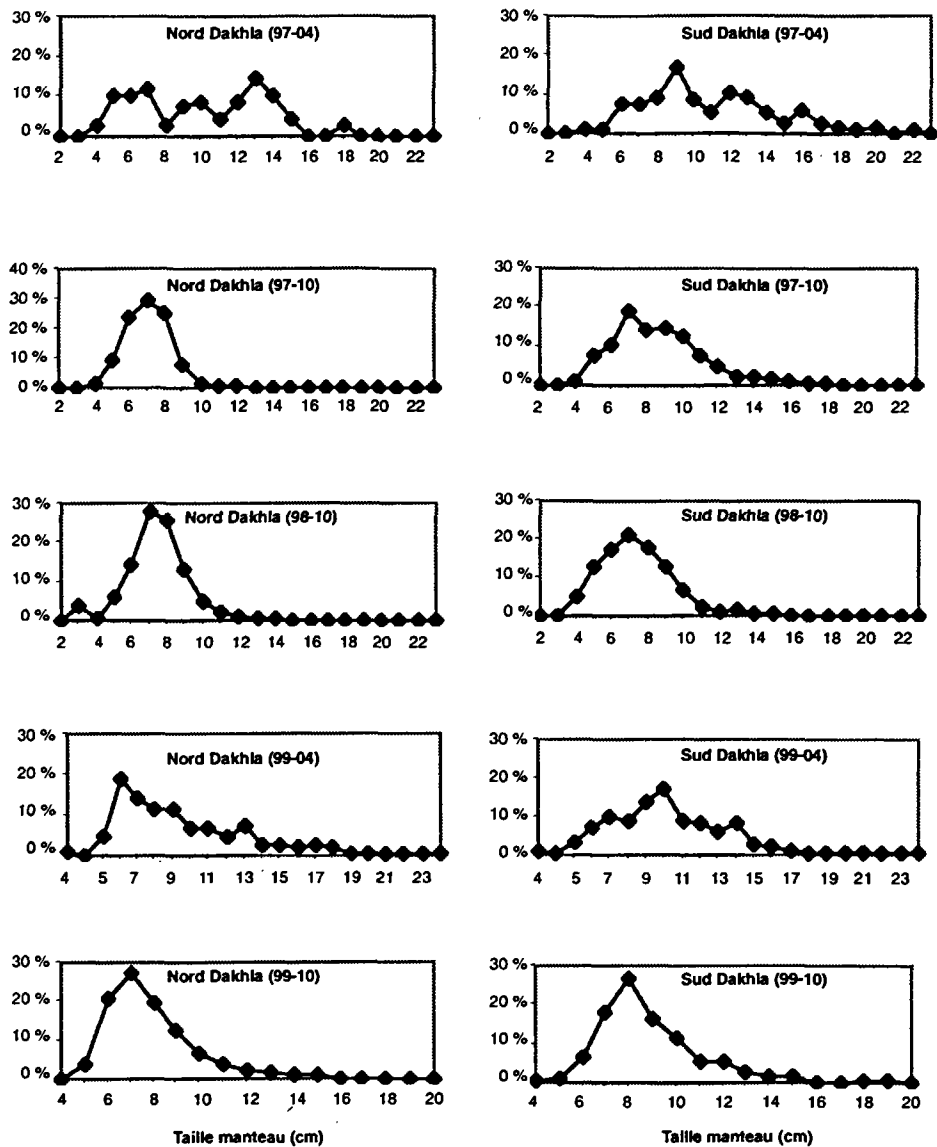 Nord Dakhla (97-04)
30 %
20 %
10 %
0 %
2 4 6 8 10 12 14 16 18 20 22
Sud Dakhla (97-04)
30 %
20 %
10 %
0 %
2 4 6 8 10 12 14 16 18 20 22
Nord Dakhla (97-10)
40 %
30 %
20 %
10 %
0 %
2 4 6 8 10 12 14 16 18 20 22
Sud Dakhla (97-10)
30 %
20 %
10 %
0 %
2 4 6 8 10 12 14 16 18 20 22
Nord Dakhla (98-10)
30 %
20 %
10 %
0 %
2 4 6 8 10 12 14 16 18 20 22
Sud Dakhla (98-10)
30 %
20 %
10 %
0 %
2 4 6 8 10 12 14 16 18 20 22
Nord Dakhla (99-04)
30 %
20 %
10 %
0 %
4 5 7 9 11 13 15 17 19 21 23
Sud Dakhla (99-04)
30 %
20 %
10 %
0 %
4 5 7 9 11 13 15 17 19 21 23
Nord Dakhla (99-10)
30 %
20 %
10 %
0 %
4 6 8 10 12 14 16 18 20
Taille manteau (cm)
Sud Dakhla (99-10)
30 %
20 %
10 %
0 %
4 6 8 10 12 14 16 18 20
Taille manteau (cm)